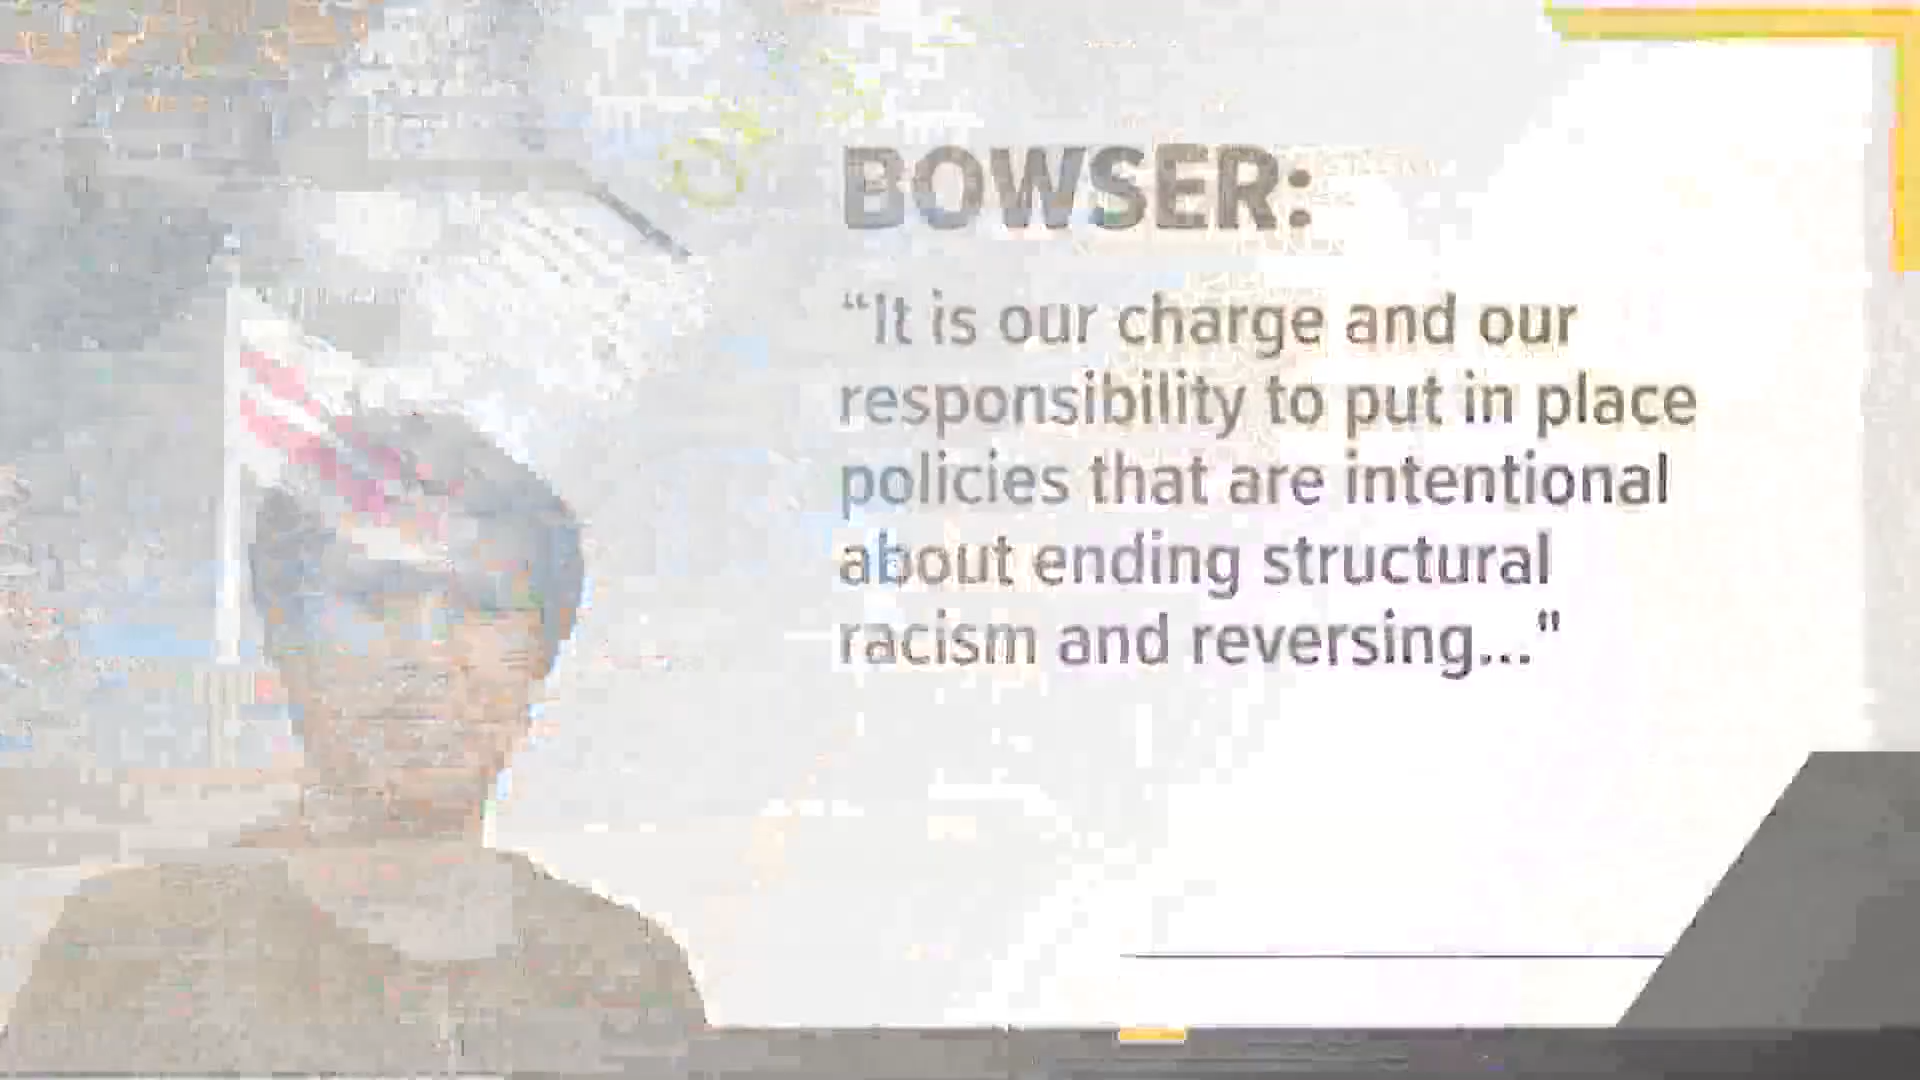 BOWSER:
“It is our charge and our
responsibility to put in place
policies that are intentional
about ending structural
racism and reversing..."